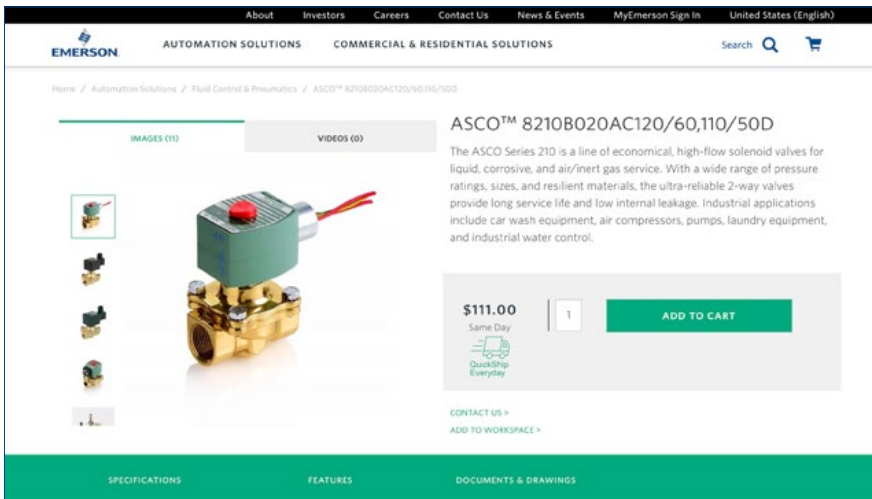 About Investors Careers Contact Us News & Events MyEmerson Sign In United States (English)
EMERSON. AUTOMATION SOLUTIONS COMMERCIAL & RESIDENTIAL SOLUTIONS Search
Home / Automation Solutions / Fluid Control & Pneumatics / ASCO™ 8210B020AC120/60,110/50D
IMAGES (11) VIDEOS (0)
ASCO™ 8210B020AC120/60,110/50D
The ASCO Series 210 is a line of economical, high-flow solenoid valves for
liquid, corrosive, and air/inert gas service. With a wide range of pressure
ratings, sizes, and resilient materials, the ultra-reliable 2-way valves
provide long service life and low internal leakage. Industrial applications
include car wash equipment, air compressors, pumps, laundry equipment,
and industrial water control.
$111.00 1 ADD TO CART
Same Day
QuickShip
Everyday
CONTACT US >
ADD TO WORKSPACE >
SPECIFICATIONS FEATURES DOCUMENTS & DRAWINGS